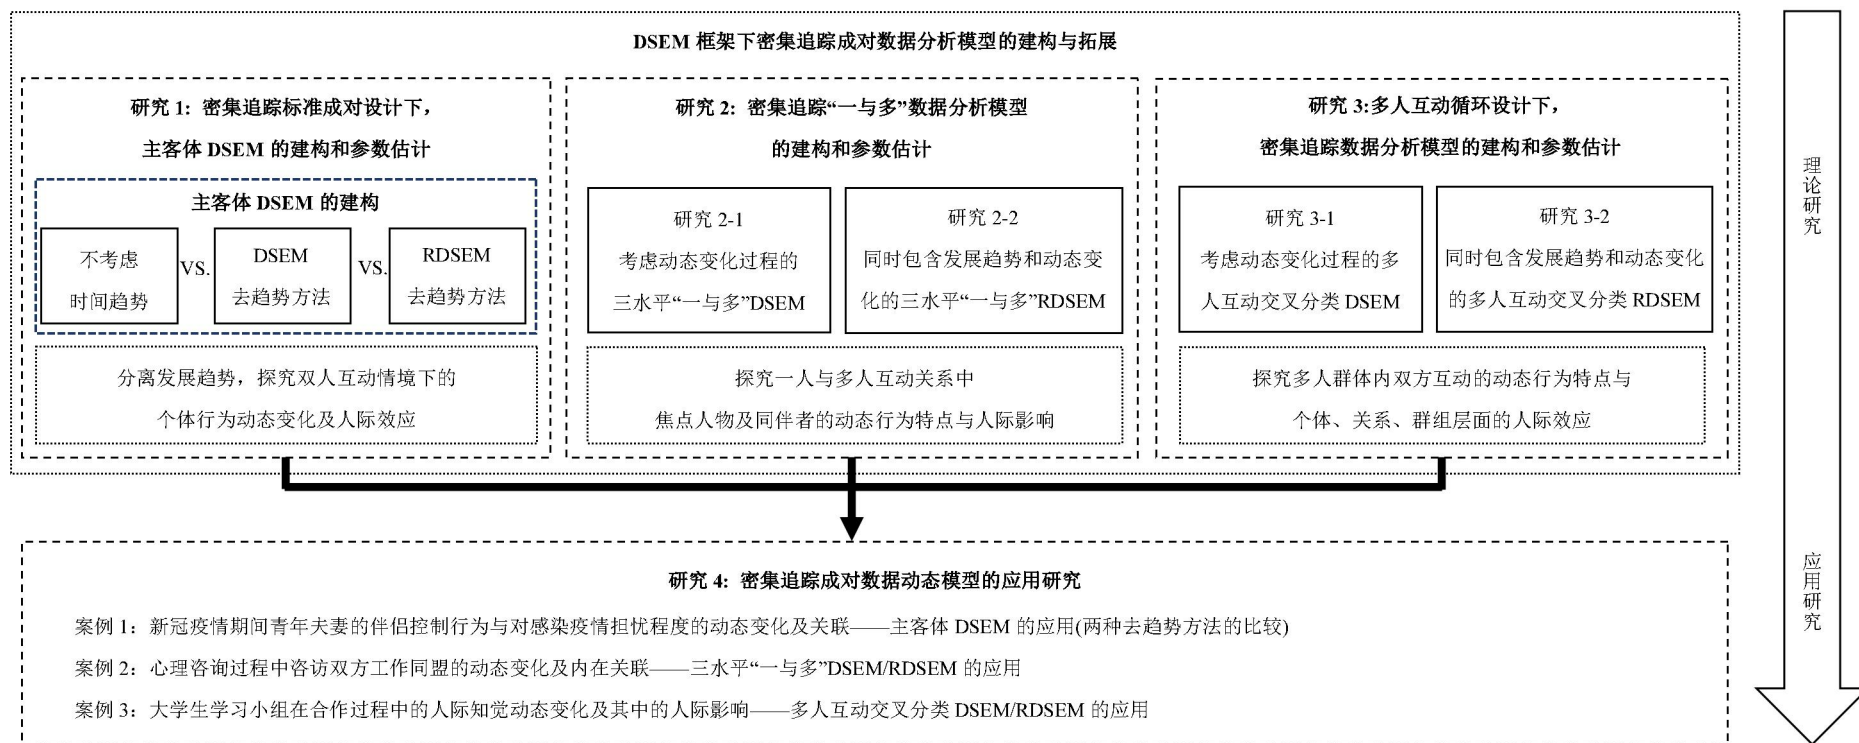 DSEM 框架下密集追踪成对数据分析模型的建构与拓展
研究 1: 密集追踪标准成对设计下，
主客体 DSEM 的建构和参数估计
主客体 DSEM 的建构
不考虑
时间趋势
VS.
DSEM
去趋势方法
VS.
RDSEM
去趋势方法
分离发展趋势，探究双人互动情境下的
个体行为动态变化及人际效应
研究 2: 密集追踪“一与多”数据分析模型
的建构和参数估计
研究 2-1
考虑动态变化过程的
三水平“一与多”DSEM
研究 2-2
同时包含发展趋势和动态变
化的三水平“一与多”RDSEM
探究一人与多人互动关系中
焦点人物及同伴者的动态行为特点与人际影响
研究 3:多人互动循环设计下，
密集追踪数据分析模型的建构和参数估计
研究 3-1
考虑动态变化过程的多
人互动交叉分类 DSEM
研究 3-2
同时包含发展趋势和动态变化
的多人互动交叉分类 RDSEM
探究多人群体内双方互动的动态行为特点与
个体、关系、群组层面的人际效应
理论研究
应用研究
研究 4: 密集追踪成对数据动态模型的应用研究
案例 1：新冠疫情期间青年夫妻的伴侣控制行为与对感染疫情担忧程度的动态变化及关联——主客体 DSEM 的应用(两种去趋势方法的比较)
案例 2：心理咨询过程中咨访双方工作同盟的动态变化及内在关联——三水平“一与多”DSEM/RDSEM 的应用
案例 3：大学生学习小组在合作过程中的人际知觉动态变化及其中的人际影响——多人互动交叉分类 DSEM/RDSEM 的应用